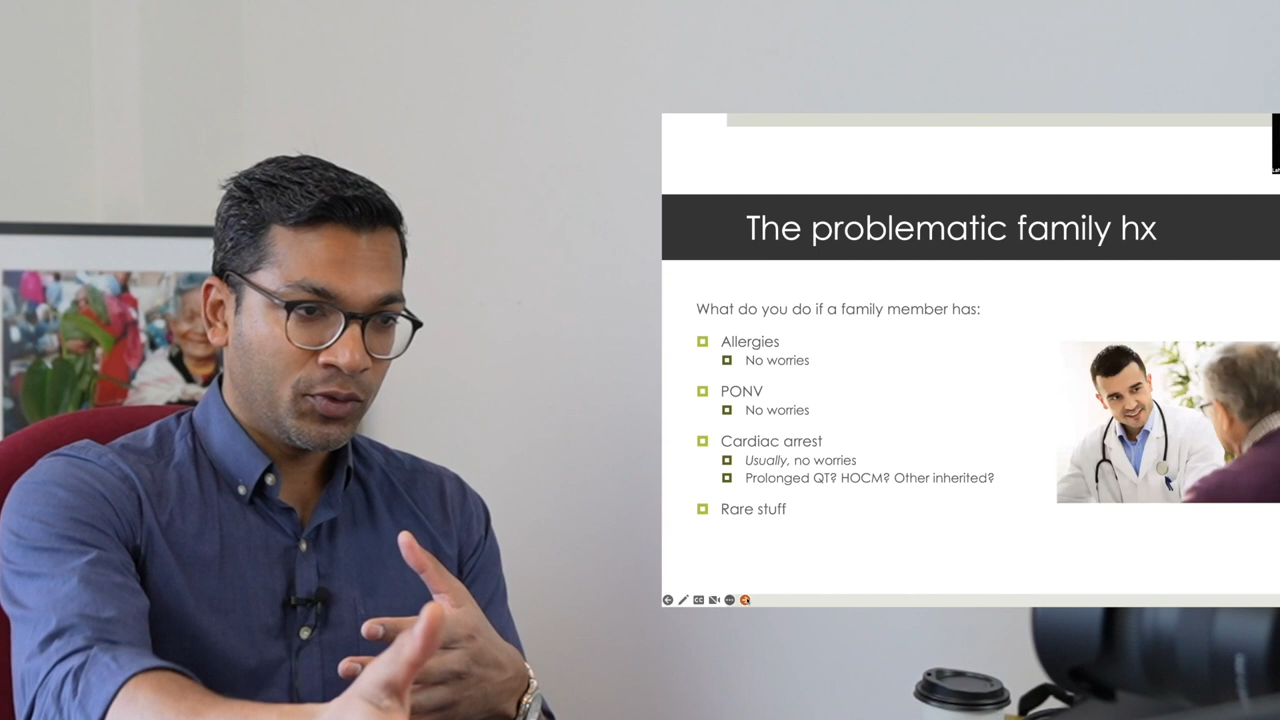 The problematic family hx
What do you do if a family member has:
Allergies
No worries
PONV
No worries
Cardiac arrest
Usually, no worries
Prolonged QT? HOCM? Other inherited?
Rare stuff
CC